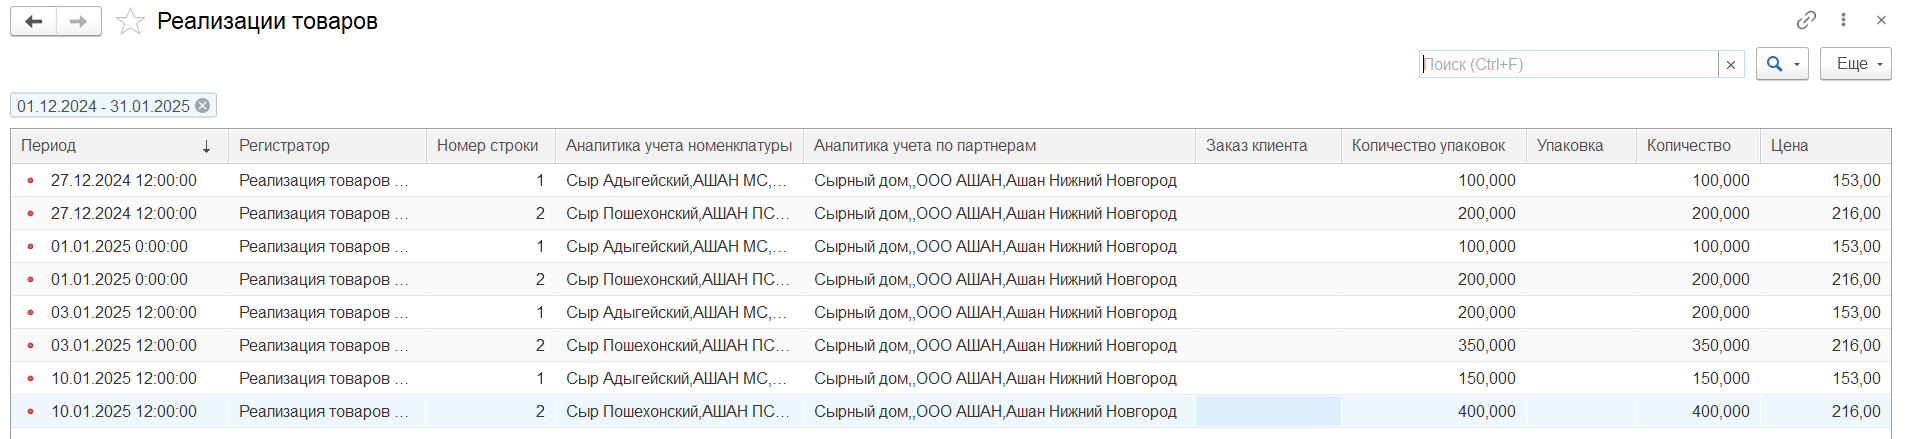 Реализации товаров
Поиск (Ctrl+F)
Еще
01.12.2024 - 31.01.2025
Период Регистратор Номер строки Аналитика учета номенклатуры Аналитика учета по партнерам Заказ клиента Количество упаковок Упаковка Количество Цена
27.12.2024 12:00:00 Реализация товаров ... 1 Сыр Адыгейский,АШАН МС,... Сырный дом,,ООО АШАН,Ашан Нижний Новгород 100,000 100,000 153,00
27.12.2024 12:00:00 Реализация товаров ... 2 Сыр Пошехонский,АШАН ПС... Сырный дом,,ООО АШАН,Ашан Нижний Новгород 200,000 200,000 216,00
01.01.2025 0:00:00 Реализация товаров ... 1 Сыр Адыгейский,АШАН МС,... Сырный дом,,ООО АШАН,Ашан Нижний Новгород 100,000 100,000 153,00
01.01.2025 0:00:00 Реализация товаров ... 2 Сыр Пошехонский,АШАН ПС... Сырный дом,,ООО АШАН,Ашан Нижний Новгород 200,000 200,000 216,00
03.01.2025 12:00:00 Реализация товаров ... 1 Сыр Адыгейский,АШАН МС,... Сырный дом,,ООО АШАН,Ашан Нижний Новгород 200,000 200,000 153,00
03.01.2025 12:00:00 Реализация товаров ... 2 Сыр Пошехонский,АШАН ПС... Сырный дом,,ООО АШАН,Ашан Нижний Новгород 350,000 350,000 216,00
10.01.2025 12:00:00 Реализация товаров ... 1 Сыр Адыгейский,АШАН МС,... Сырный дом,,ООО АШАН,Ашан Нижний Новгород 150,000 150,000 153,00
10.01.2025 12:00:00 Реализация товаров ... 2 Сыр Пошехонский,АШАН ПС... Сырный дом,,ООО АШАН,Ашан Нижний Новгород 400,000 400,000 216,00